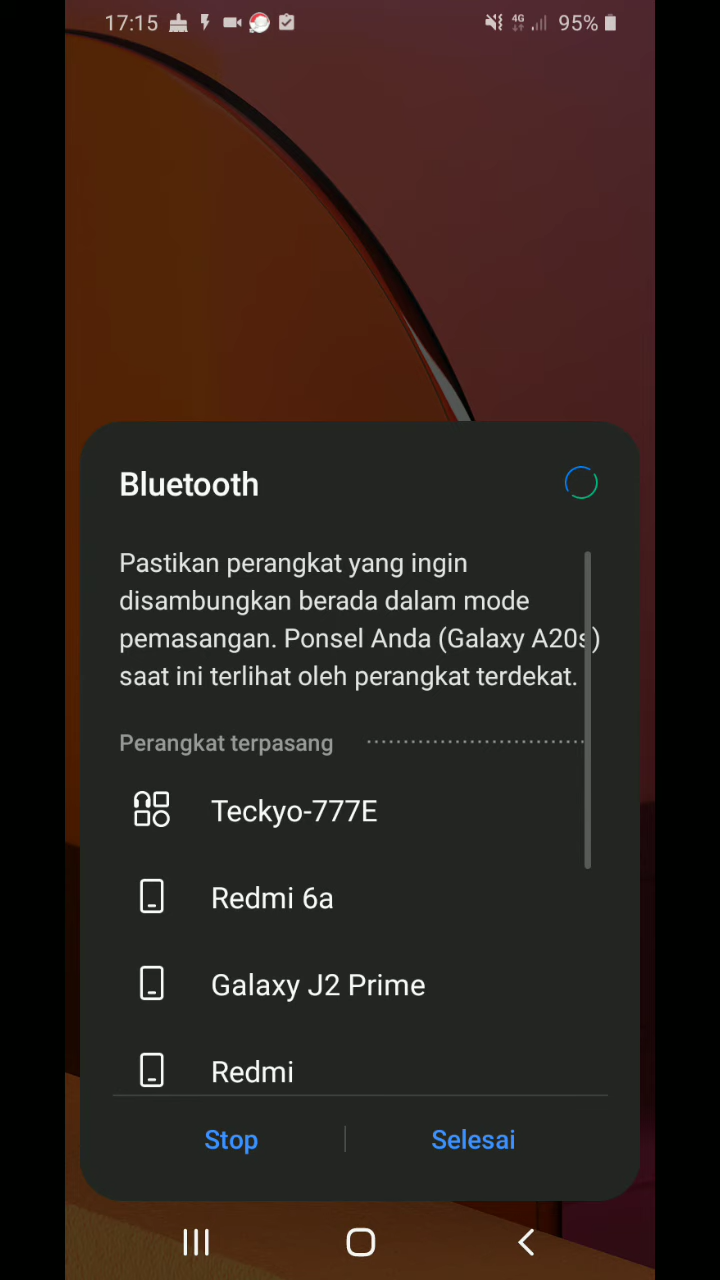 17:15 4G 95%
Bluetooth
Pastikan perangkat yang ingin
disambungkan berada dalam mode
pemasangan. Ponsel Anda (Galaxy A20s)
saat ini terlihat oleh perangkat terdekat.
Perangkat terpasang
Teckyo-777E
Redmi 6a
Galaxy J2 Prime
Redmi
Stop Selesai